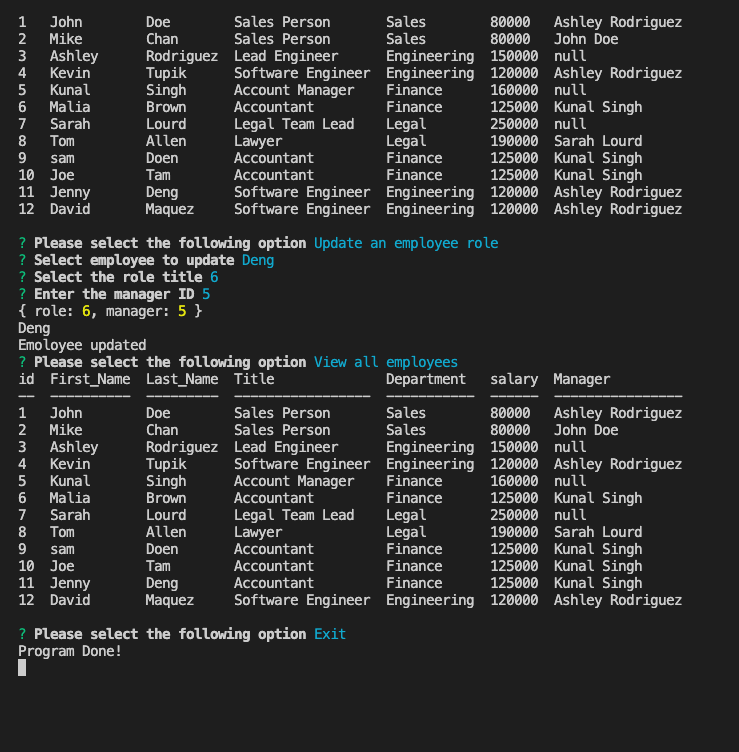 1   John        Doe        Sales Person       Sales        80000   Ashley Rodriguez
2   Mike        Chan       Sales Person       Sales        80000   John Doe
3   Ashley      Rodriguez  Lead Engineer      Engineering  150000  null
4   Kevin       Tupik      Software Engineer  Engineering  120000  Ashley Rodriguez
5   Kunal       Singh      Account Manager    Finance      160000  null
6   Malia       Brown      Accountant         Finance      125000  Kunal Singh
7   Sarah       Lourd      Legal Team Lead    Legal        250000  null
8   Tom         Allen      Lawyer             Legal        190000  Sarah Lourd
9   sam         Doen       Accountant         Finance      125000  Kunal Singh
10  Joe         Tam        Accountant         Finance      125000  Kunal Singh
11  Jenny       Deng       Software Engineer  Engineering  120000  Ashley Rodriguez
12  David       Maquez     Software Engineer  Engineering  120000  Ashley Rodriguez
? Please select the following option Update an employee role
? Select employee to update Deng
? Select the role title 6
? Enter the manager ID 5
{ role: 6, manager: 5 }
Deng
Emoloyee updated
? Please select the following option View all employees
id  First_Name  Last_Name  Title              Department   salary  Manager
--  ----------  ---------  -----------------  -----------  ------  ----------------
1   John        Doe        Sales Person       Sales        80000   Ashley Rodriguez
2   Mike        Chan       Sales Person       Sales        80000   John Doe
3   Ashley      Rodriguez  Lead Engineer      Engineering  150000  null
4   Kevin       Tupik      Software Engineer  Engineering  120000  Ashley Rodriguez
5   Kunal       Singh      Account Manager    Finance      160000  null
6   Malia       Brown      Accountant         Finance      125000  Kunal Singh
7   Sarah       Lourd      Legal Team Lead    Legal        250000  null
8   Tom         Allen      Lawyer             Legal        190000  Sarah Lourd
9   sam         Doen       Accountant         Finance      125000  Kunal Singh
10  Joe         Tam        Accountant         Finance      125000  Kunal Singh
11  Jenny       Deng       Accountant         Finance      125000  Kunal Singh
12  David       Maquez     Software Engineer  Engineering  120000  Ashley Rodriguez
? Please select the following option Exit
Program Done!